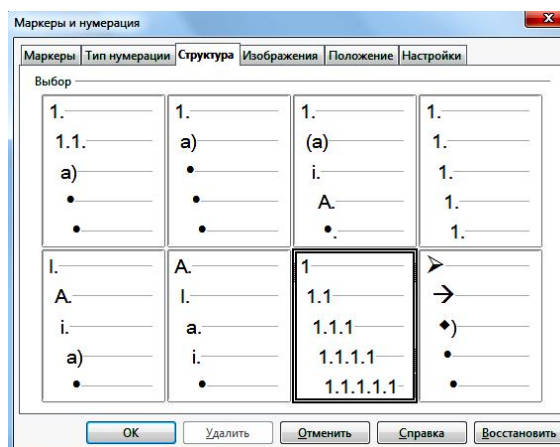 Маркеры и нумерация
x
Маркеры Тип нумерации Структура Изображения Положение Настройки
Выбор
1.
1.1.
a)
•
•
1.
a)
•
•
•
1.
(a)
i.
A.
•.
1.
1.
1.
1.
1.
I.
A.
i.
a)
•
A.
I.
a.
i.
•
1
1.1
1.1.1
1.1.1.1
1.1.1.1.1
➢
→
◆)
•
•
ОК Удалить Отменить Справка Восстановить